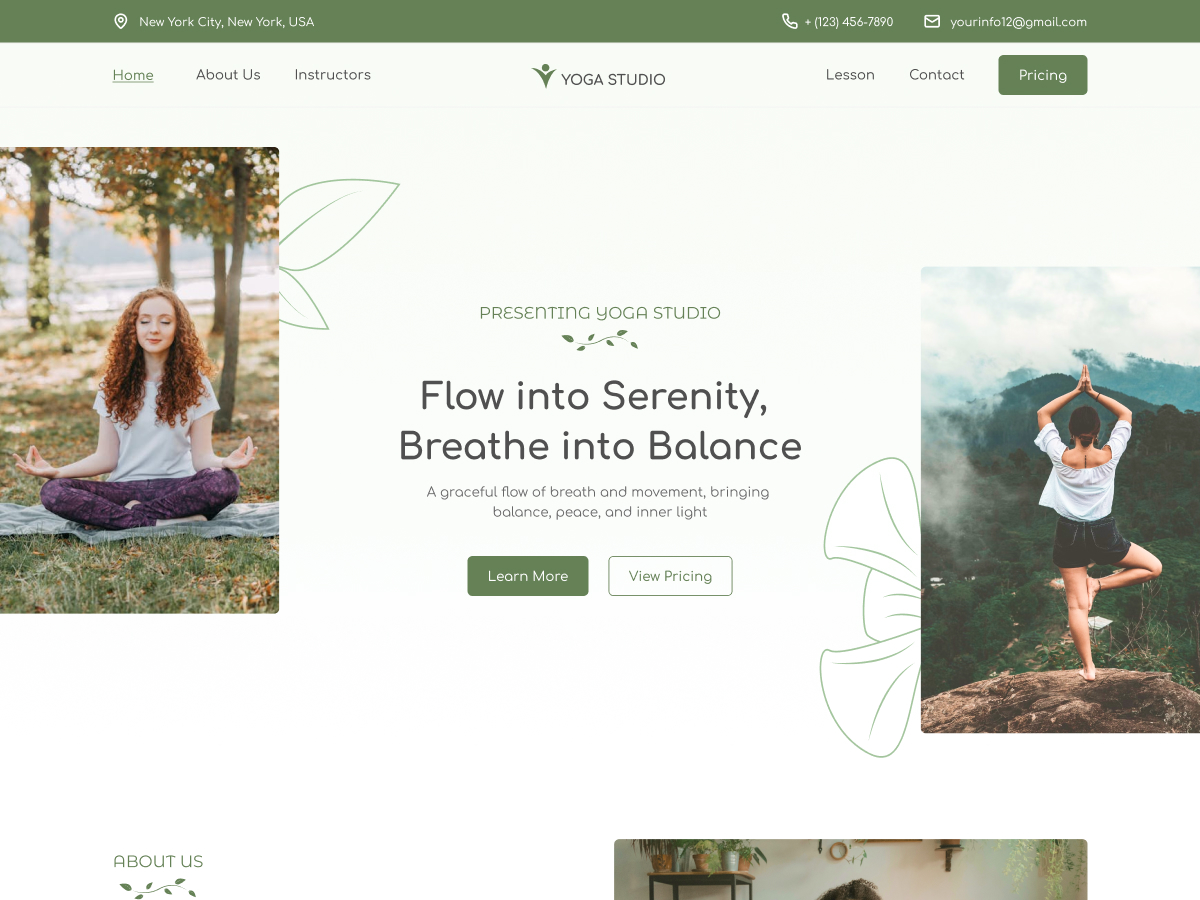 New York City, New York, USA
+ (123) 456-7890
yourinfo12@gmail.com
Home
About Us
Instructors
YOGA STUDIO
Lesson
Contact
Pricing
PRESENTING YOGA STUDIO
Flow into Serenity,
Breathe into Balance
A graceful flow of breath and movement, bringing
balance, peace, and inner light
Learn More
View Pricing
ABOUT US